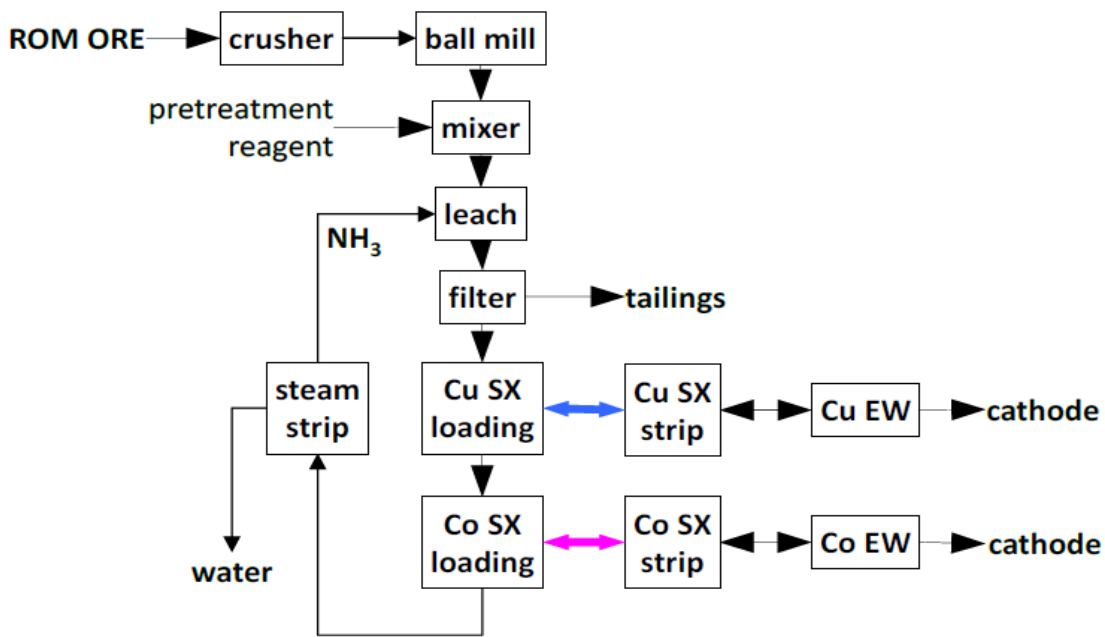 ROM ORE
crusher
ball mill
pretreatment
reagent
mixer
leach
NH₃
filter
tailings
steam
strip
Cu SX
loading
Cu SX
strip
Cu EW
cathode
Co SX
loading
Co SX
strip
Co EW
cathode
water